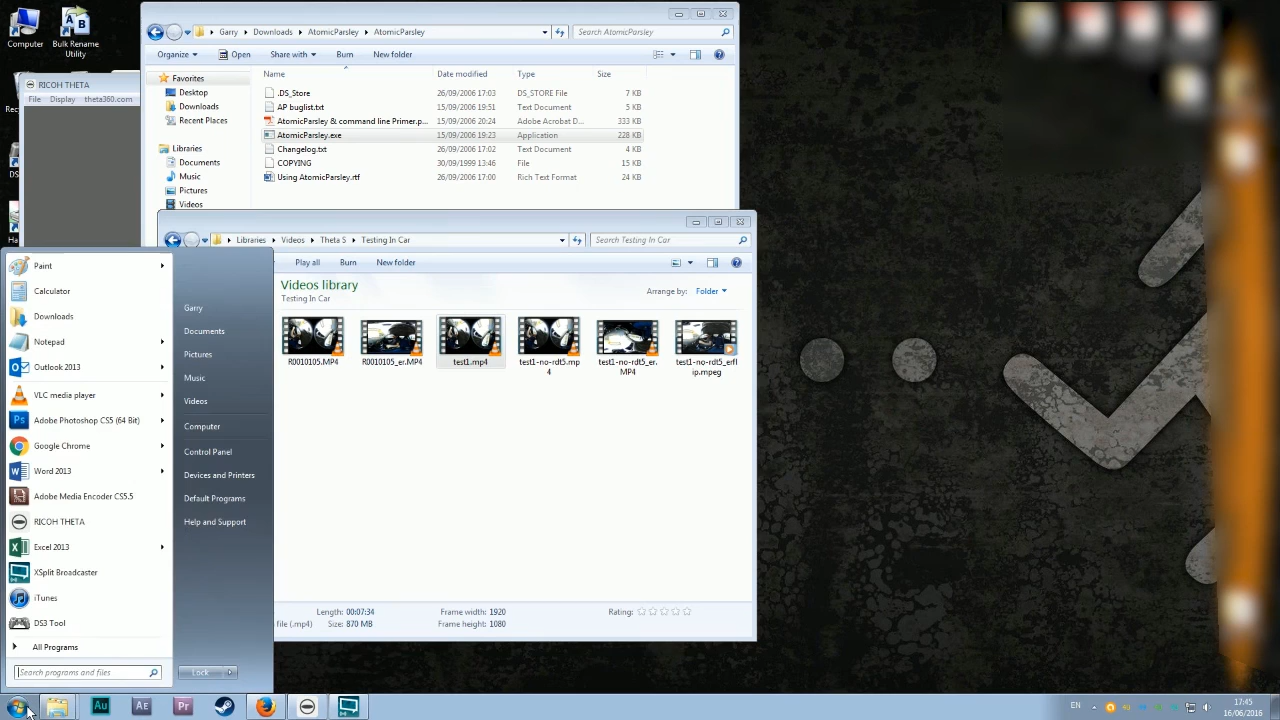 Computer
Bulk Rename
Utility
RICOH THETA
File Display theta360.com
Garry Downloads AtomicParsley AtomicParsley
Search AtomicParsley
Organize Open Share with Burn New folder
Favorites
Desktop
Downloads
Recent Places
Libraries
Documents
Music
Pictures
Videos
Name Date modified Type Size
.DS_Store 26/09/2006 17:03 DS_STORE File 7 KB
AP buglist.txt 15/09/2006 19:51 Text Document 5 KB
AtomicParsley & command line Primer.p... 15/09/2006 20:24 Adobe Acrobat D... 333 KB
AtomicParsley.exe 15/09/2006 19:23 Application 228 KB
Changelog.txt 26/09/2006 17:02 Text Document 4 KB
COPYING 30/09/1999 13:46 File 15 KB
Using AtomicParsley.rtf 26/09/2006 17:00 Rich Text Format 24 KB
Libraries Videos Theta S Testing In Car
Search Testing In Car
Play all Burn New folder
Videos library
Testing In Car
Arrange by: Folder
R0010105.MP4
R0010105_er.MP4
test1.mp4
test1-no-rdt5.mp
4
test1-no-rdt5_er.
MP4
test1-no-rdt5_erfl
ip.mpeg
Length: 00:07:34 Frame width: 1920 Rating:
file (.mp4) Size: 870 MB Frame height: 1080
Paint
Calculator
Downloads
Notepad
Outlook 2013
VLC media player
Adobe Photoshop CS5 (64 Bit)
Google Chrome
Word 2013
Adobe Media Encoder CS5.5
RICOH THETA
Excel 2013
XSplit Broadcaster
iTunes
DS3 Tool
All Programs
Search programs and files
Garry
Documents
Pictures
Music
Videos
Computer
Control Panel
Devices and Printers
Default Programs
Help and Support
Lock
Au
AE
Pr
EN
17:45
16/06/2016